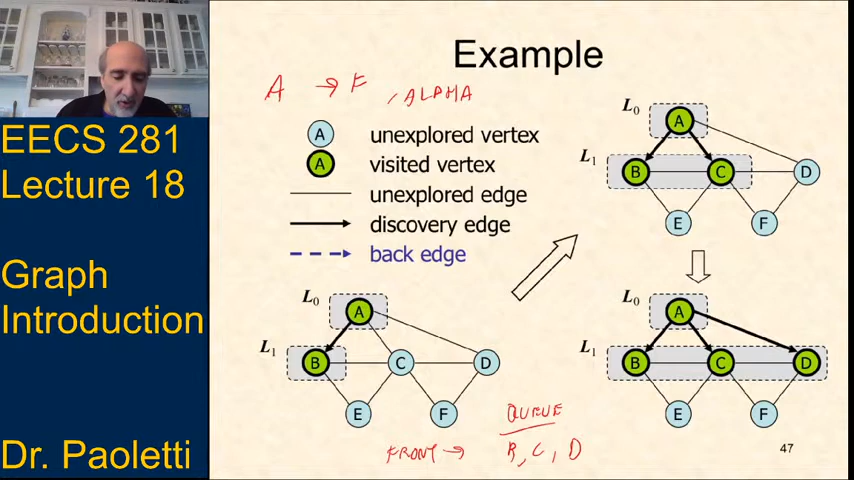 EECS 281
Lecture 18
Graph
Introduction
Dr. Paoletti
Example
A → F , ALPHA
A unexplored vertex
A visited vertex
unexplored edge
discovery edge
back edge
L0
A
L1
B C D
E F
L0
A
L1
B C D
E F
L0
A
L1
B C D
E F
QUEUE
FRONT → B, C, D
47